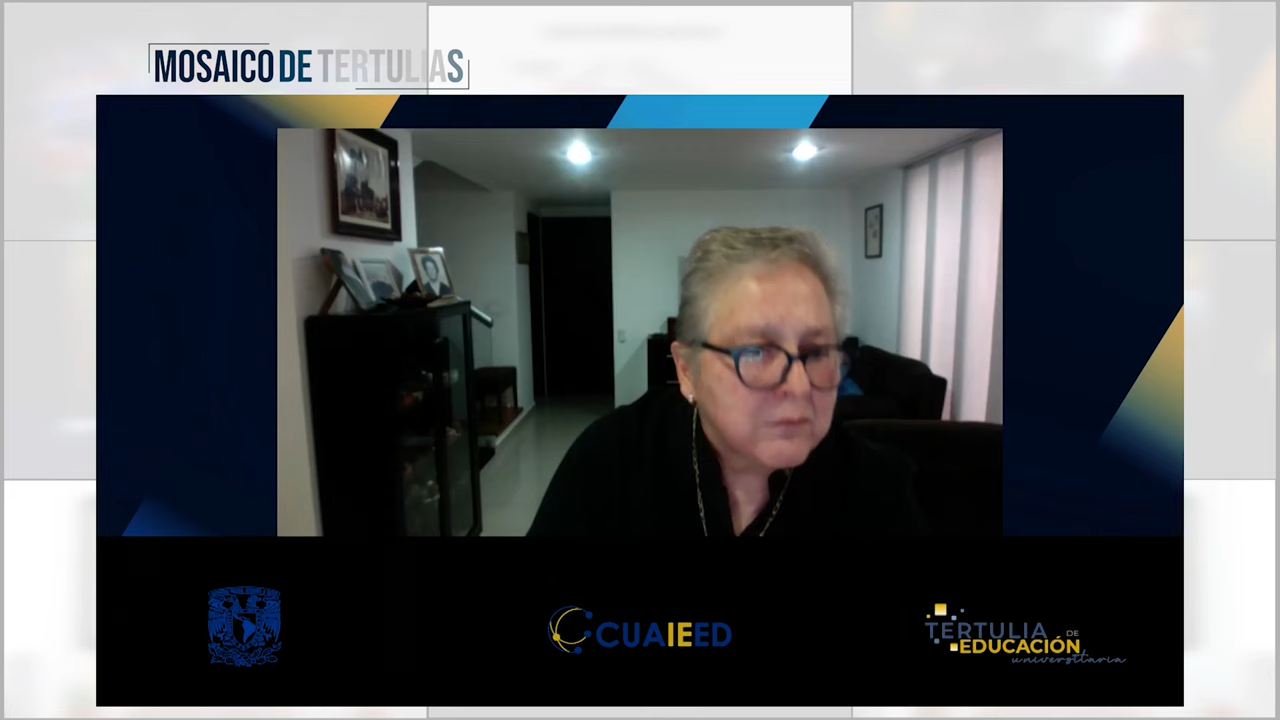 MOSAICO DE TERTULIAS
CUAIEED
TERTULIA DE
EDUCACIÓN
universitaria